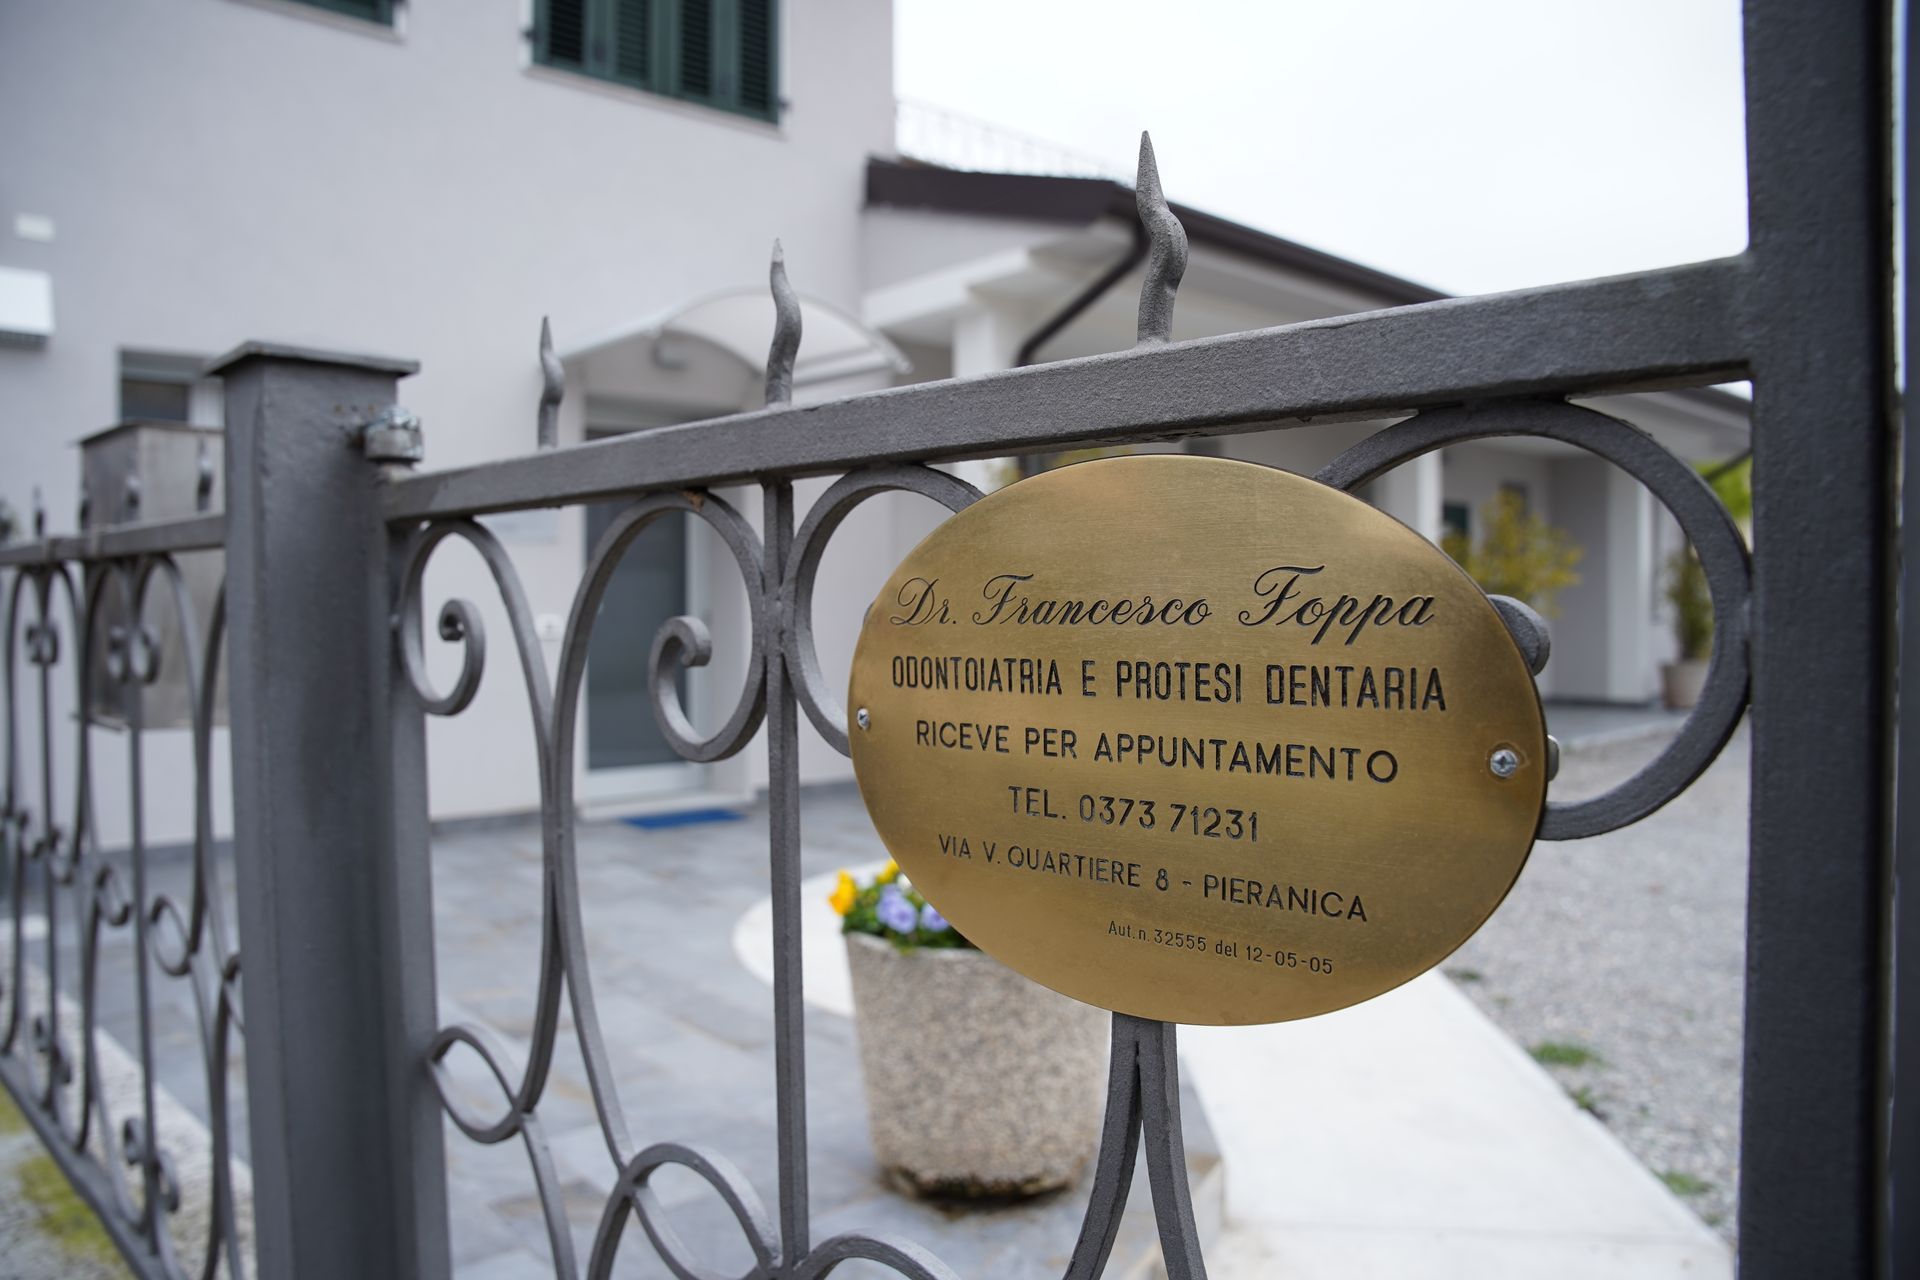 Dr. Francesco Foppa
ODONTOIATRIA E PROTESI DENTARIA
RICEVE PER APPUNTAMENTO
TEL. 0373 71231
VIA V. QUARTIERE 8 - PIERANICA
Aut. n. 32555 del 12-05-05